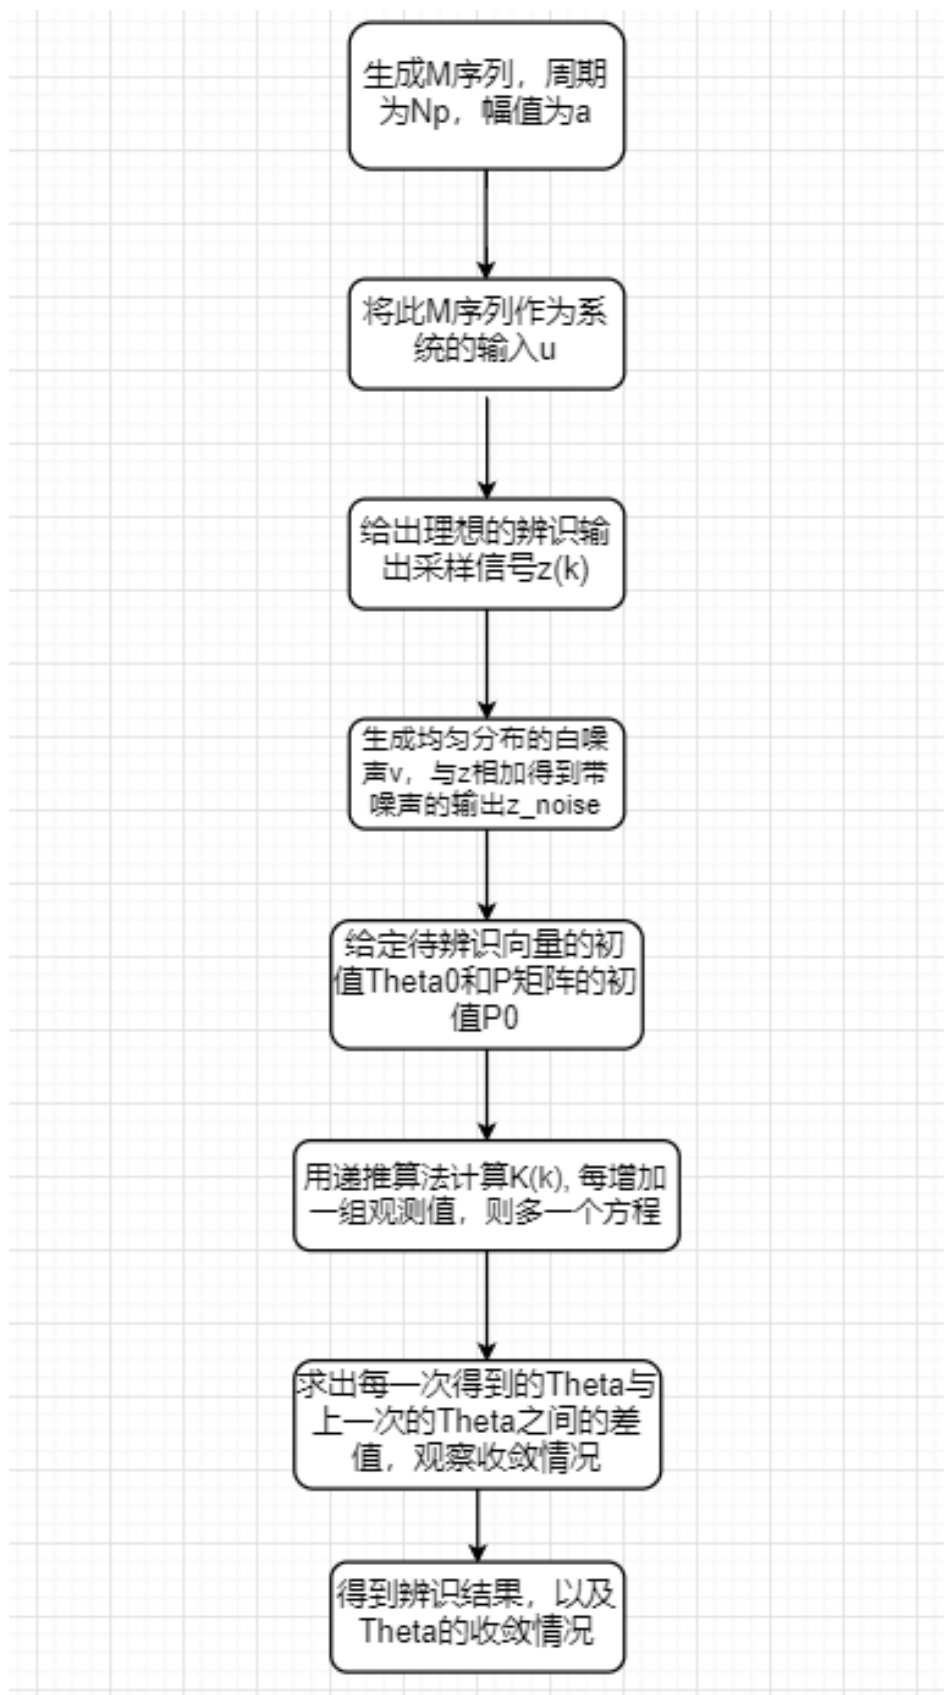 生成M序列，周期
为Np，幅值为a
将此M序列作为系
统的输入u
给出理想的辨识输
出采样信号z(k)
生成均匀分布的白噪
声v，与z相加得到带
噪声的输出z_noise
给定待辨识向量的初
值Theta0和P矩阵的初
值P0
用递推算法计算K(k), 每增加
一组观测值，则多一个方程
求出每一次得到的Theta与
上一次的Theta之间的差
值，观察收敛情况
得到辨识结果，以及
Theta的收敛情况